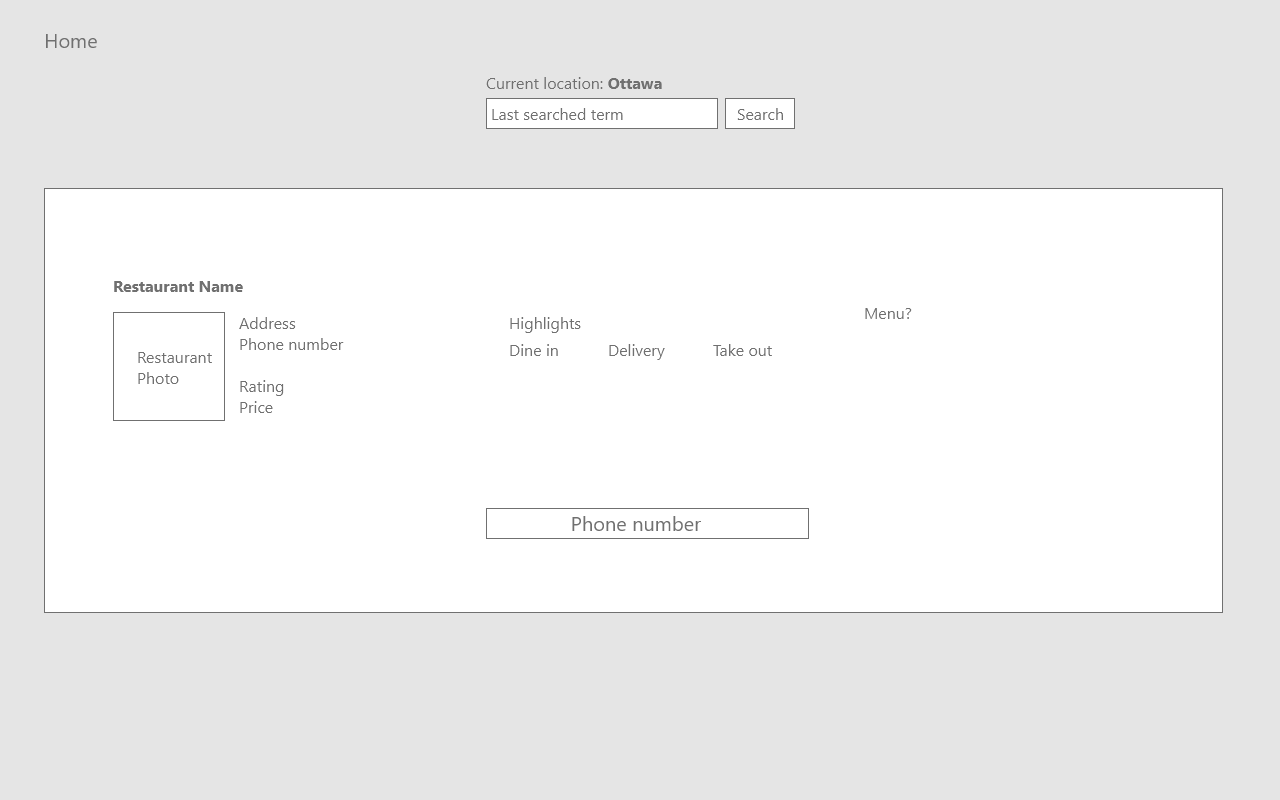 Home
Current location: Ottawa
Last searched term
Search
Restaurant Name
Restaurant
Photo
Address
Phone number
Rating
Price
Highlights
Dine in
Delivery
Take out
Menu?
Phone number